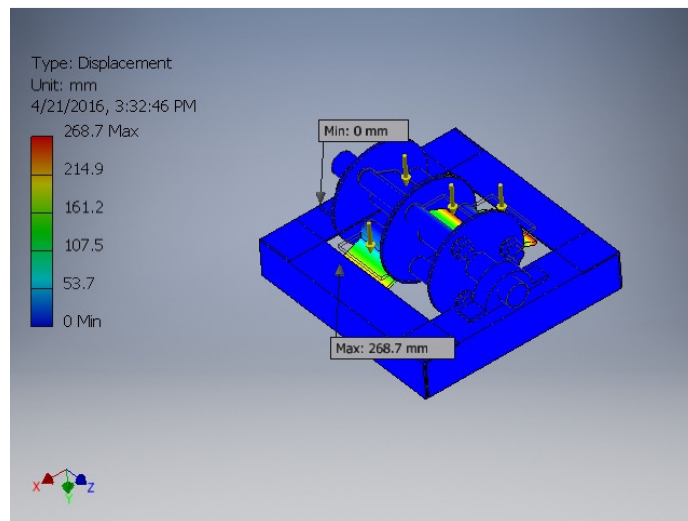 Type: Displacement
Unit: mm
4/21/2016, 3:32:46 PM
268.7 Max
214.9
161.2
107.5
53.7
0 Min
Min: 0 mm
Max: 268.7 mm
X
Y
Z